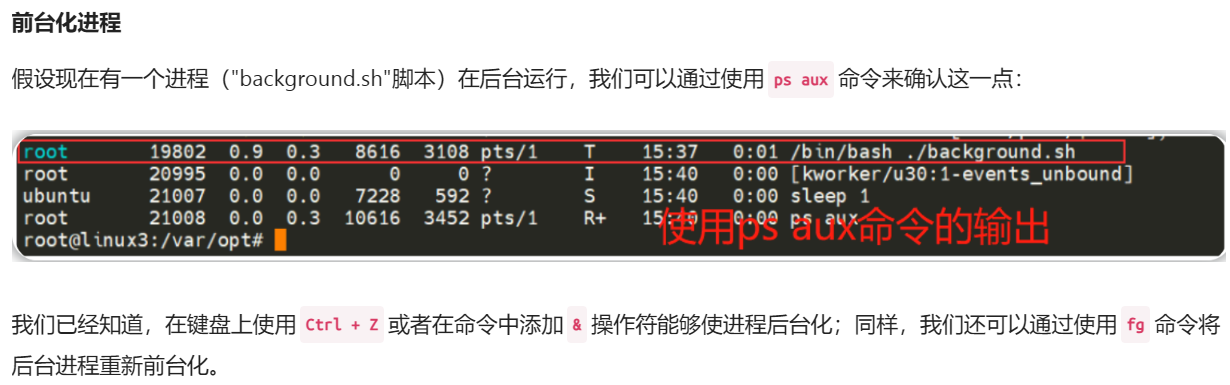 前台化进程
假设现在有一个进程（"background.sh"脚本）在后台运行，我们可以通过使用 ps aux 命令来确认这一点：
root 19802 0.9 0.3 8616 3108 pts/1 T 15:37 0:01 /bin/bash ./background.sh
root 20995 0.0 0.0 0 0 ? I 15:40 0:00 [kworker/u30:1-events_unbound]
ubuntu 21007 0.0 0.0 7228 592 ? S 15:40 0:00 sleep 1
root 21008 0.0 0.3 10616 3452 pts/1 R+ 15:40 0:00 ps aux
使用ps aux命令的输出
root@linux3:/var/opt#
我们已经知道，在键盘上使用 Ctrl + Z 或者在命令中添加 & 操作符能够使进程后台化；同样，我们还可以通过使用 fg 命令将
后台进程重新前台化。